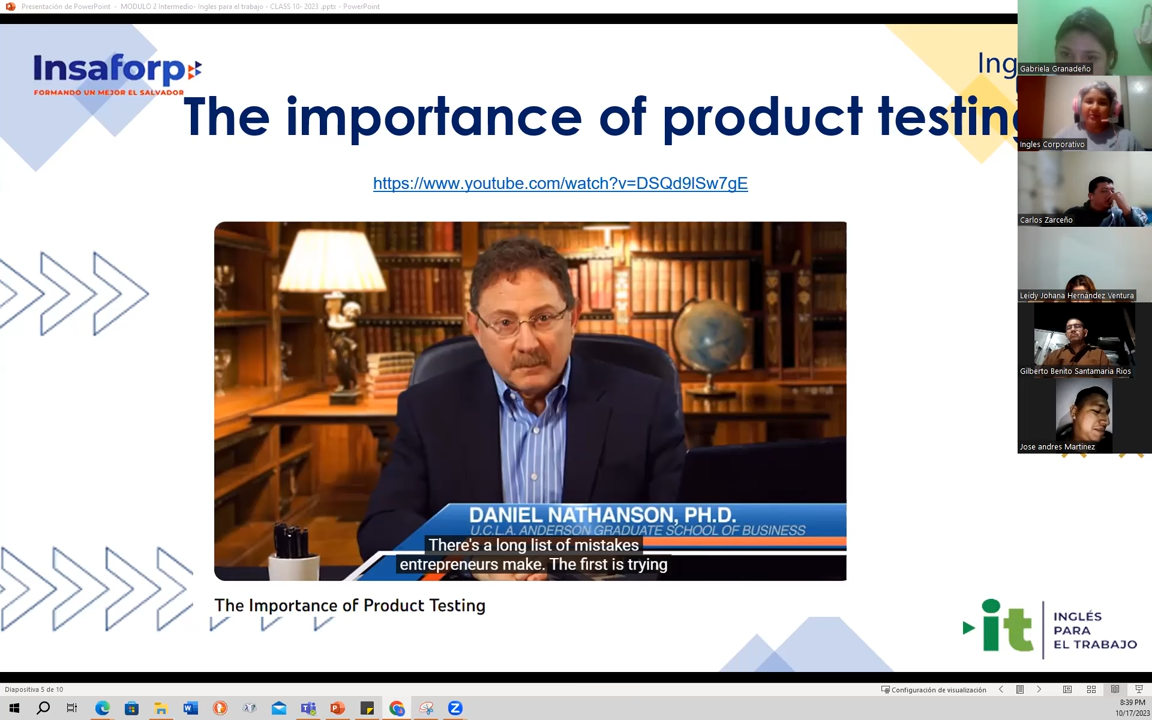 Presentación de PowerPoint - MODULO 2 Intermedio- Ingles para el trabajo - CLASS 10- 2023 .pptx - PowerPoint
Insaforp
FORMANDO UN MEJOR EL SALVADOR
Ing
The importance of product testing
https://www.youtube.com/watch?v=DSQd9lSw7gE
DANIEL NATHANSON, PH.D.
U.C.L.A. ANDERSON GRADUATE SCHOOL OF BUSINESS
There's a long list of mistakes
entrepreneurs make. The first is trying
The Importance of Product Testing
Gabriela Granadeño
Ingles Corporativo
Carlos Zarceño
Leidy Johana Hernández Ventura
Gilberto Benito Santamaria Rios
Jose andres Martinez
it
INGLÉS
PARA
EL TRABAJO
Diapositiva 5 de 10
Configuración de visualización
8:39 PM
10/17/2023